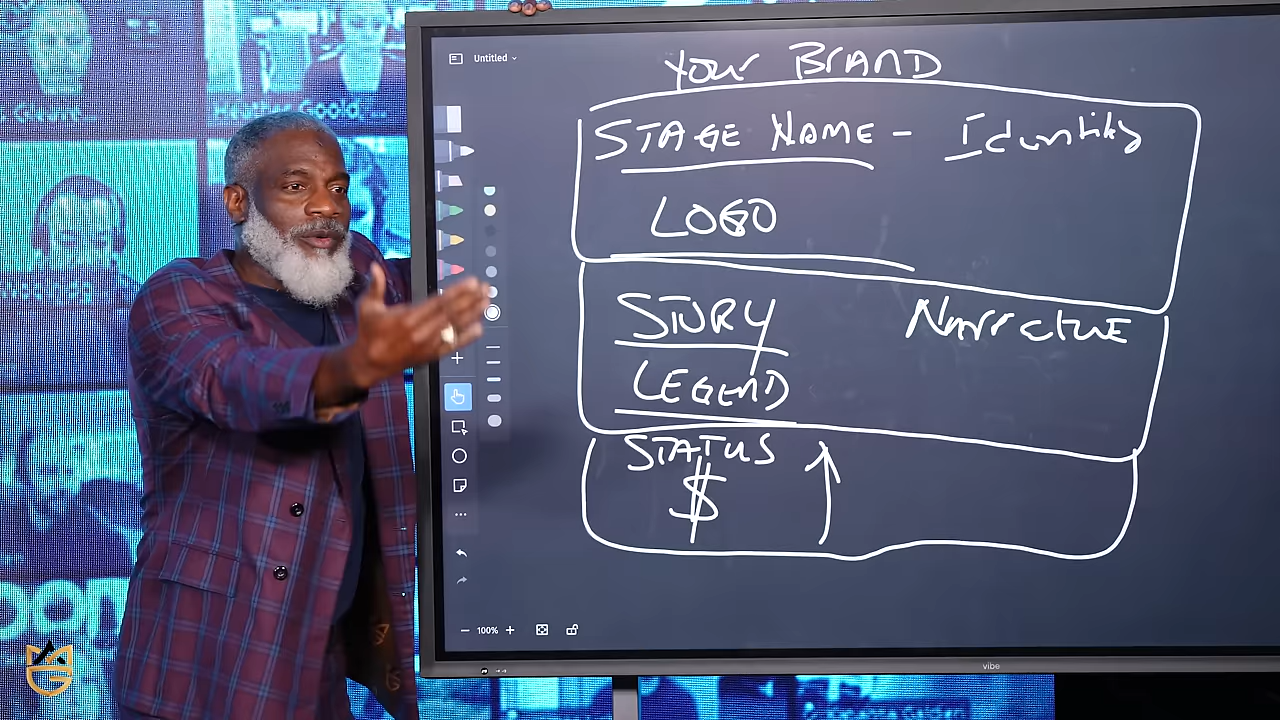 Untitled
Your BRAND
STAGE NAME - Identity
LOGO
STORY Narrative
LEGEND
STATUS
$
100%
vibe